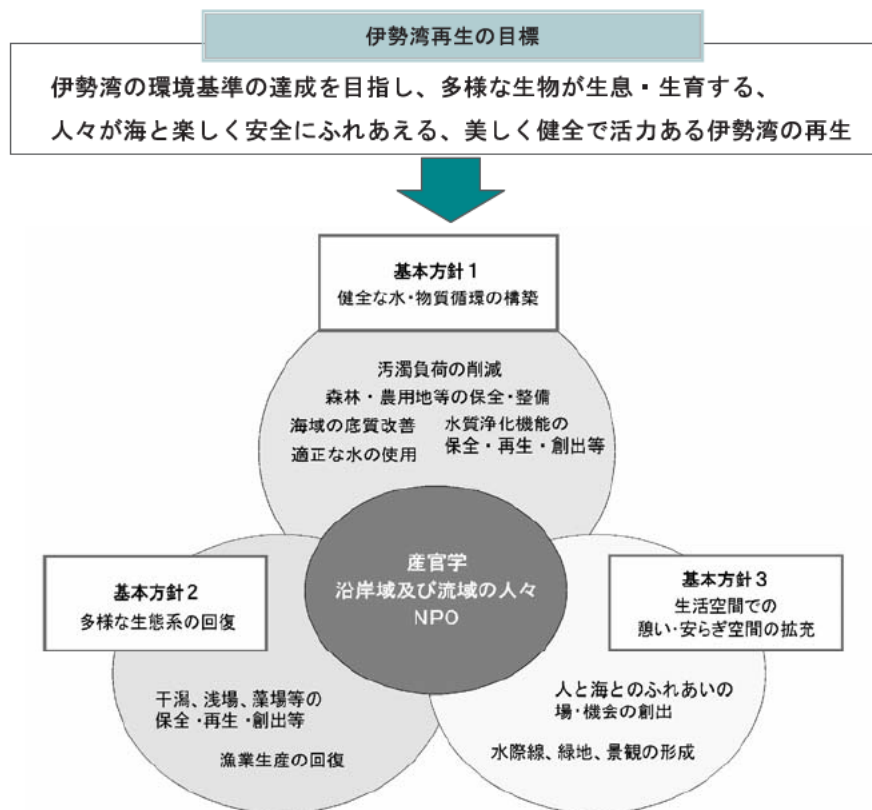 伊勢湾再生の目標
伊勢湾の環境基準の達成を目指し、多様な生物が生息・生育する、
人々が海と楽しく安全にふれあえる、美しく健全で活力ある伊勢湾の再生
基本方針1
健全な水・物質循環の構築
汚濁負荷の削減
森林・農用地等の保全・整備
海域の底質改善
水質浄化機能の
保全・再生・創出等
適正な水の使用
産官学
沿岸域及び流域の人々
NPO
基本方針2
多様な生態系の回復
干潟、浅場、藻場等の
保全・再生・創出等
漁業生産の回復
基本方針3
生活空間での
憩い・安らぎ空間の拡充
人と海とのふれあいの
場・機会の創出
水際線、緑地、景観の形成